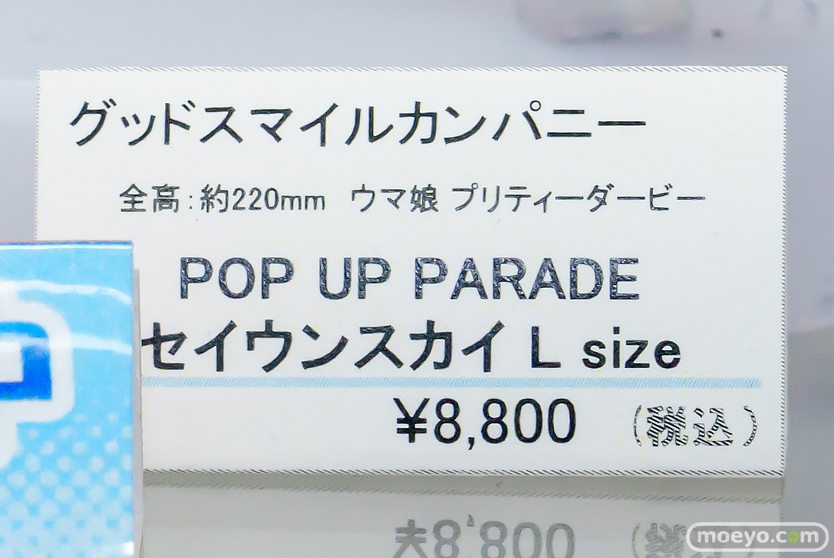 グッドスマイルカンパニー
全高：約220mm ウマ娘 プリティーダービー
POP UP PARADE
セイウンスカイ L size
¥8,800 （税込）
moeyo.com